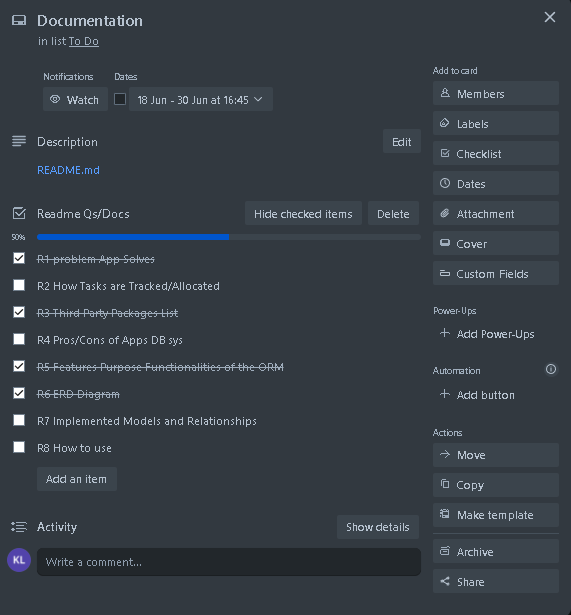 Documentation
in list To Do
Notifications
Dates
Watch
18 Jun - 30 Jun at 16:45
Description
Edit
README.md
Readme Qs/Docs
Hide checked items
Delete
50%
R1 problem App Solves
R2 How Tasks are Tracked/Allocated
R3 Third Party Packages List
R4 Pros/Cons of Apps DB sys
R5 Features Purpose Functionalities of the ORM
R6 ERD Diagram
R7 Implemented Models and Relationships
R8 How to use
Add an item
Activity
Show details
KL
Write a comment...
Add to card
Members
Labels
Checklist
Dates
Attachment
Cover
Custom Fields
Power-Ups
Add Power-Ups
Automation
Add button
Actions
Move
Copy
Make template
Archive
Share